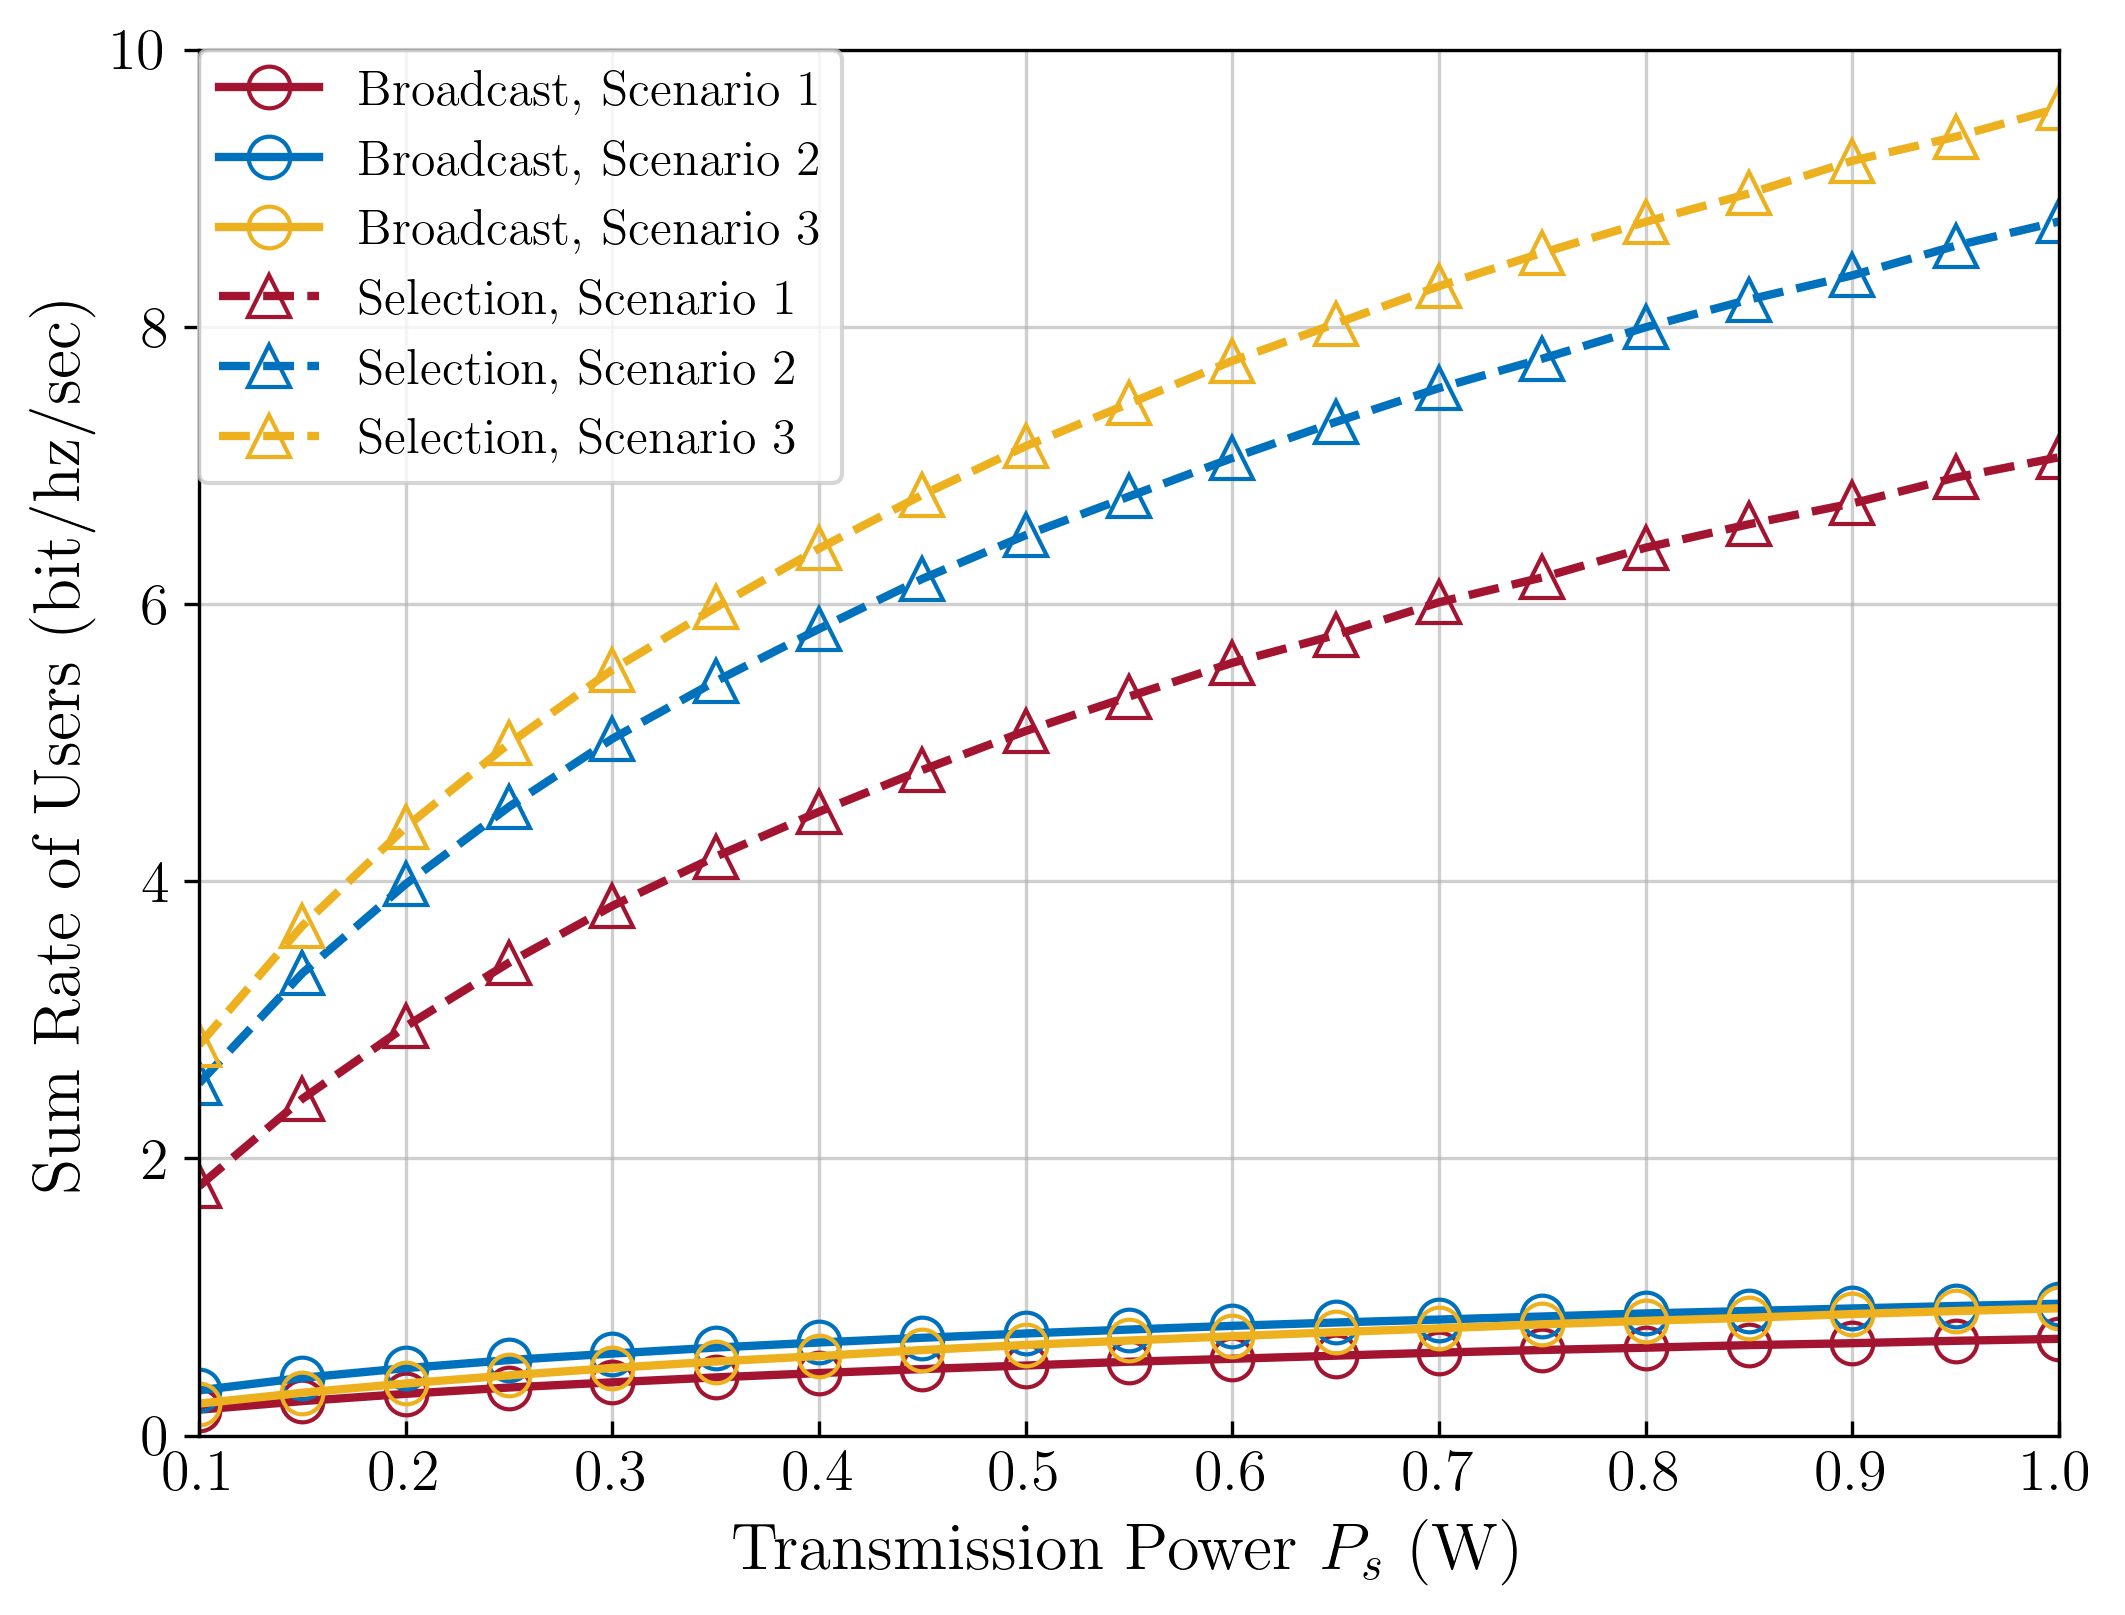 10
8
6
4
2
0
Sum Rate of Users (bit/hz/sec)
Broadcast, Scenario 1
Broadcast, Scenario 2
Broadcast, Scenario 3
Selection, Scenario 1
Selection, Scenario 2
Selection, Scenario 3
0.1 0.2 0.3 0.4 0.5 0.6 0.7 0.8 0.9 1.0
Transmission Power $P_s$ (W)